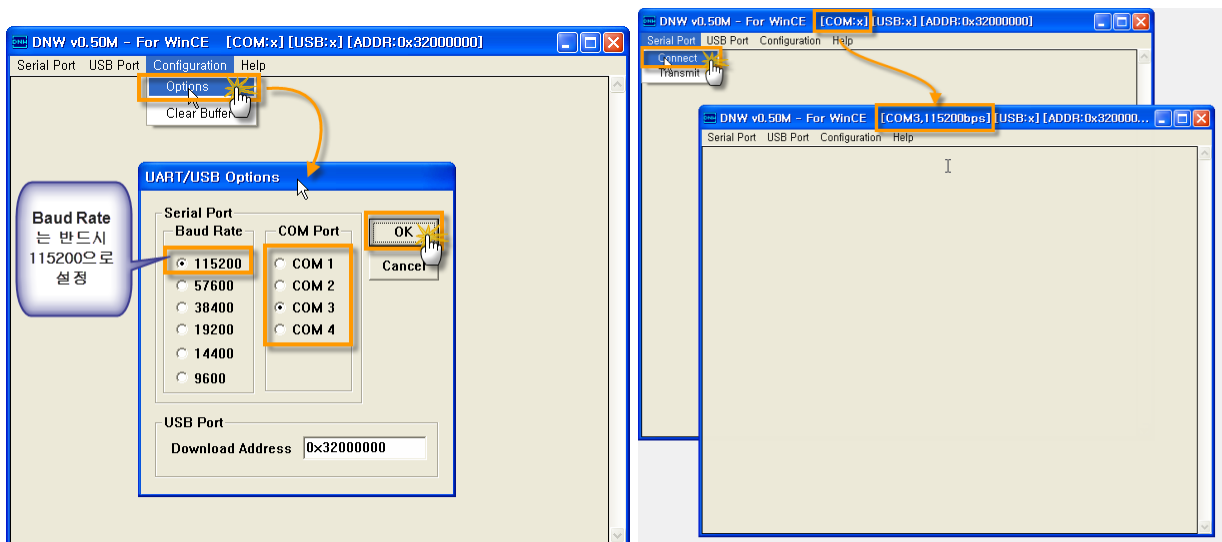 DNW v0.50M - For WinCE [COM:x] [USB:x] [ADDR:0x32000000]
Serial Port USB Port Configuration Help
Options
Clear Buffer
UART/USB Options
Serial Port
Baud Rate
COM Port
115200
57600
38400
19200
14400
9600
COM 1
COM 2
COM 3
COM 4
OK
Cancel
USB Port
Download Address 0x32000000
Baud Rate
는 반드시
115200으로
설정
DNW v0.50M - For WinCE [COM:x] [USB:x] [ADDR:0x32000000]
Serial Port USB Port Configuration Help
Connect
Transmit
DNW v0.50M - For WinCE [COM3,115200bps] [USB:x] [ADDR:0x320000...
Serial Port USB Port Configuration Help